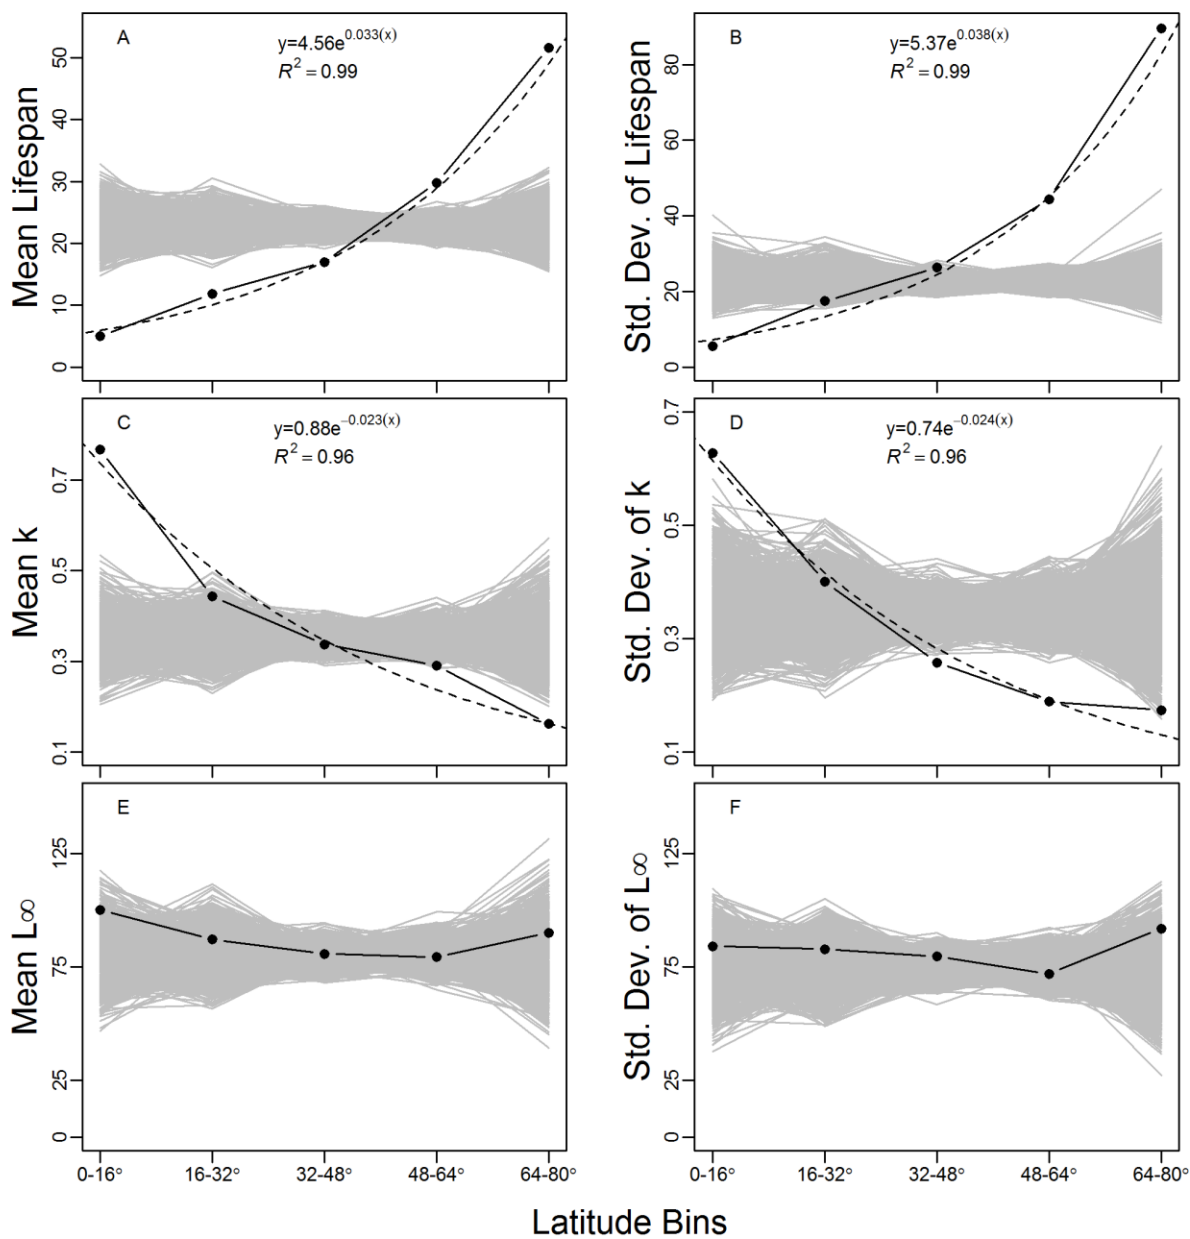 A
y=4.56e^0.033(x)
R^2 = 0.99
Mean Lifespan
0 10 20 30 40 50
B
y=5.37e^0.038(x)
R^2 = 0.99
Std. Dev. of Lifespan
0 20 40 60 80
C
y=0.88e^−0.023(x)
R^2 = 0.96
Mean k
0.1 0.3 0.5 0.7
D
y=0.74e^−0.024(x)
R^2 = 0.96
Std. Dev. of k
0.1 0.3 0.5 0.7
E
Mean L∞
0 25 75 125
F
Std. Dev. of L∞
0 25 75 125
0-16° 16-32° 32-48° 48-64° 64-80°
0-16° 16-32° 32-48° 48-64° 64-80°
Latitude Bins